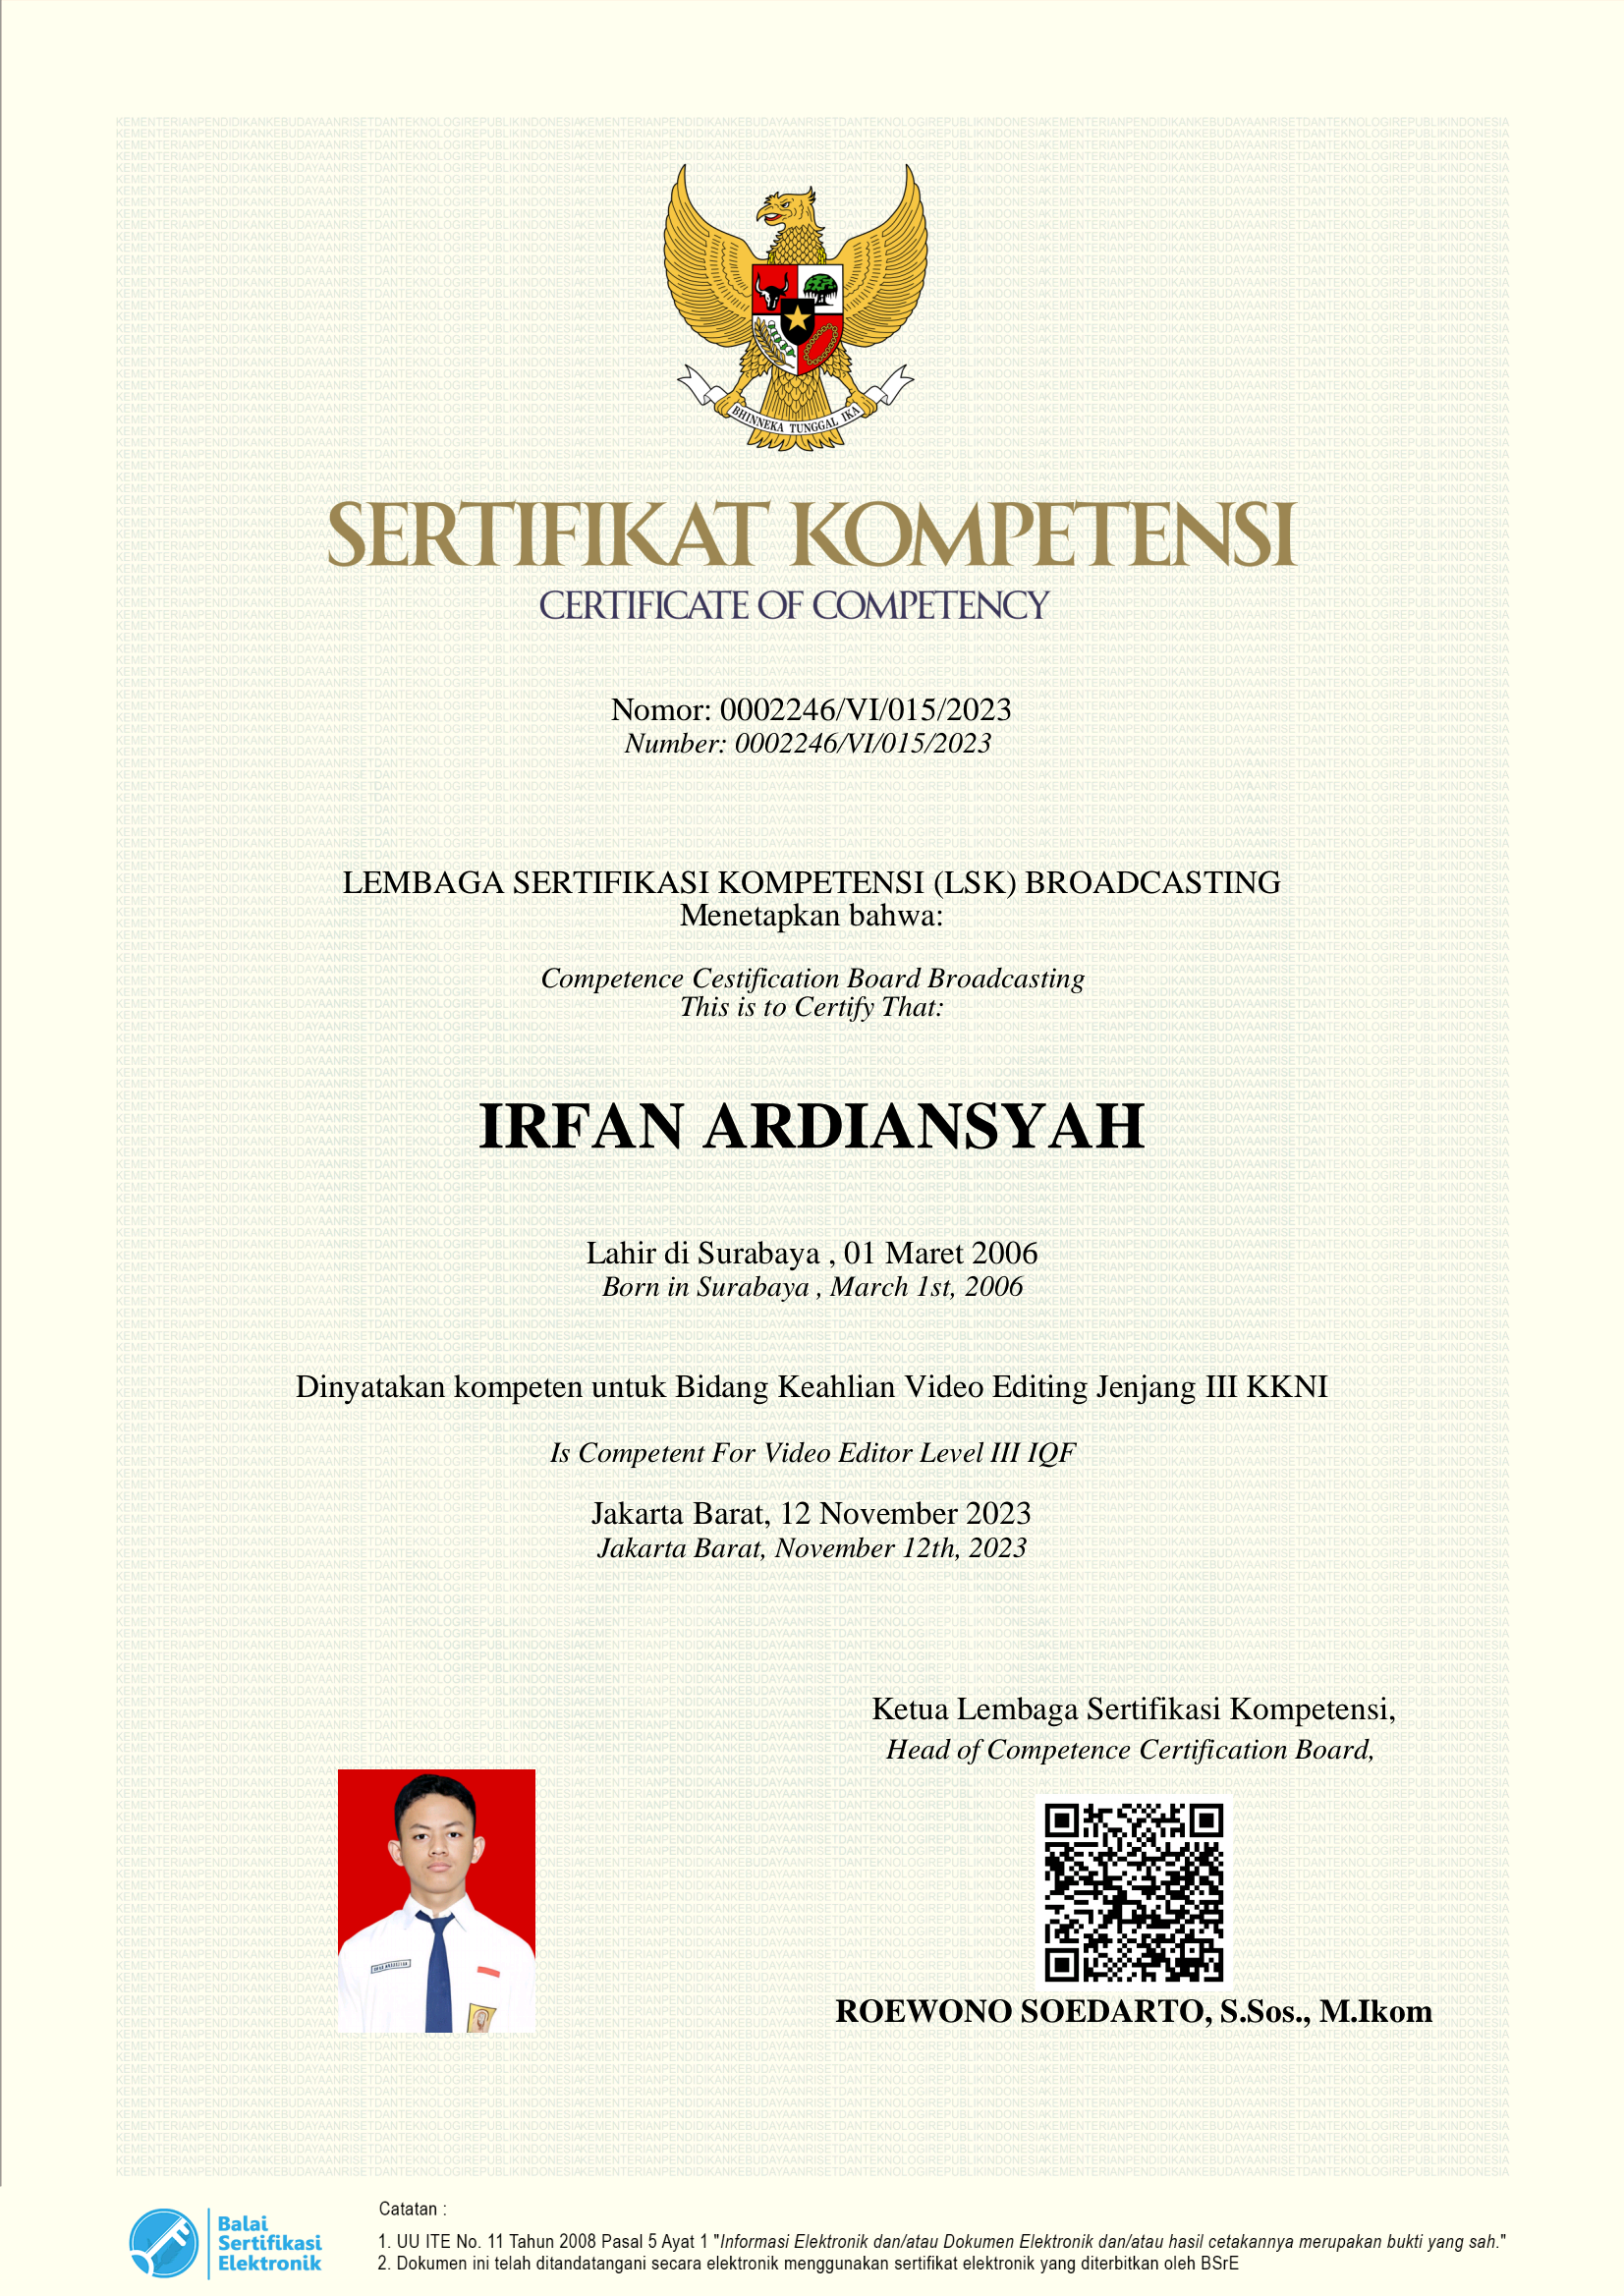 KEMENTERIANPENDIDIKANKEBUDAYAANRISETDANTEKNOLOGIREPUBLIKINDONESIAKEMENTERIANPENDIDIKANKEBUDAYAANRISETDANTEKNOLOGIREPUBLIKINDONESIAKEMENTERIANPENDIDIKANKEBUDAYAANRISETDANTEKNOLOGIREPUBLIKINDONESIA
BHINNEKA TUNGGAL IKA
SERTIFIKAT KOMPETENSI
CERTIFICATE OF COMPETENCY
Nomor: 0002246/VI/015/2023
Number: 0002246/VI/015/2023
LEMBAGA SERTIFIKASI KOMPETENSI (LSK) BROADCASTING
Menetapkan bahwa:
Competence Cestification Board Broadcasting
This is to Certify That:
IRFAN ARDIANSYAH
Lahir di Surabaya , 01 Maret 2006
Born in Surabaya , March 1st, 2006
Dinyatakan kompeten untuk Bidang Keahlian Video Editing Jenjang III KKNI
Is Competent For Video Editor Level III IQF
Jakarta Barat, 12 November 2023
Jakarta Barat, November 12th, 2023
Ketua Lembaga Sertifikasi Kompetensi,
Head of Competence Certification Board,
ROEWONO SOEDARTO, S.Sos., M.Ikom
Balai
Sertifikasi
Elektronik
Catatan :
1. UU ITE No. 11 Tahun 2008 Pasal 5 Ayat 1 "Informasi Elektronik dan/atau Dokumen Elektronik dan/atau hasil cetakannya merupakan bukti yang sah."
2. Dokumen ini telah ditandatangani secara elektronik menggunakan sertifikat elektronik yang diterbitkan oleh BSrE